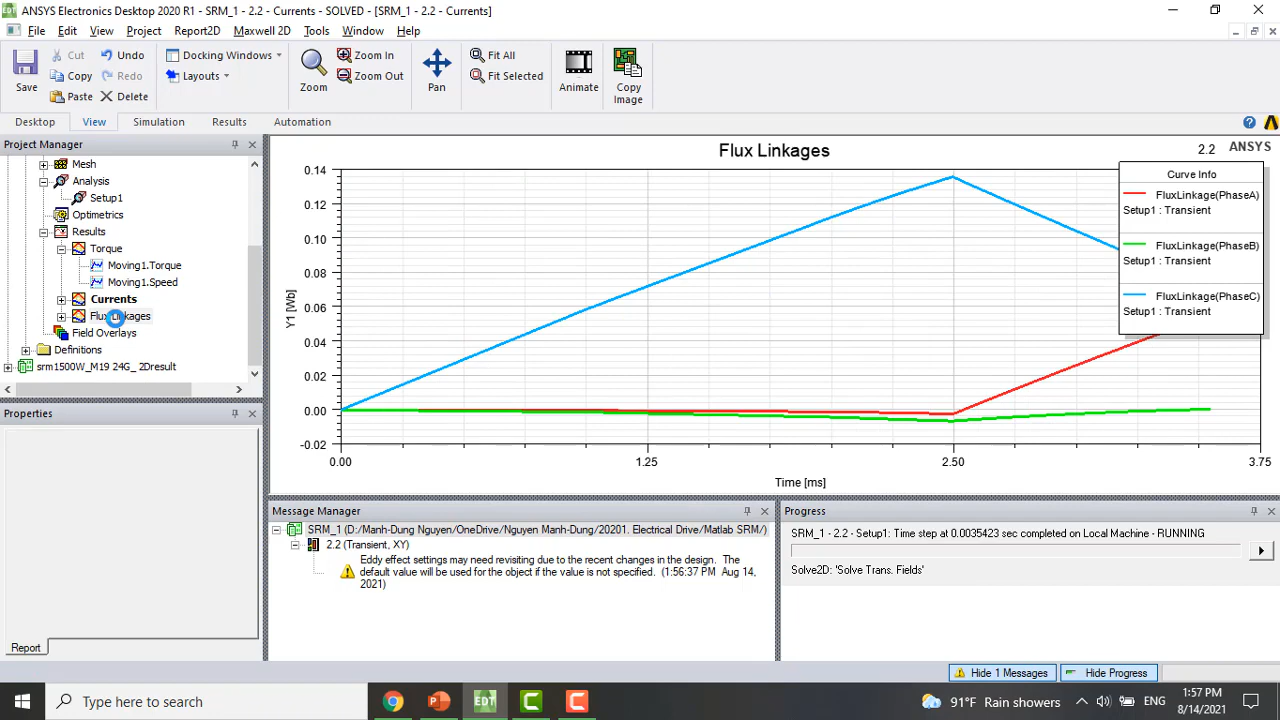 ANSYS Electronics Desktop 2020 R1 - SRM_1 - 2.2 - Currents - SOLVED - [SRM_1 - 2.2 - Currents]
File Edit View Project Report2D Maxwell 2D Tools Window Help
Save
Cut
Copy
Paste
Undo
Redo
Delete
Docking Windows
Layouts
Zoom
Zoom In
Zoom Out
Pan
Fit All
Fit Selected
Animate
Copy
Image
Desktop View Simulation Results Automation
Project Manager
Mesh
Analysis
Setup1
Optimetrics
Results
Torque
Moving1.Torque
Moving1.Speed
Currents
Flux Linkages
Field Overlays
Definitions
srm1500W_M19 24G_ 2Dresult
Properties
Report
Flux Linkages
2.2 ANSYS
Curve Info
FluxLinkage(PhaseA)
Setup1 : Transient
FluxLinkage(PhaseB)
Setup1 : Transient
FluxLinkage(PhaseC)
Setup1 : Transient
Y1 [Wb]
0.14
0.12
0.10
0.08
0.06
0.04
0.02
0.00
-0.02
0.00 1.25 2.50 3.75
Time [ms]
Message Manager
SRM_1 (D:/Manh-Dung Nguyen/OneDrive/Nguyen Manh-Dung/20201. Electrical Drive/Matlab SRM/)
2.2 (Transient, XY)
Eddy effect settings may need revisiting due to the recent changes in the design. The
default value will be used for the object if the value is not specified. (1:56:37 PM Aug 14,
2021)
Progress
SRM_1 - 2.2 - Setup1: Time step at 0.0035423 sec completed on Local Machine - RUNNING
Solve2D: 'Solve Trans. Fields'
Hide 1 Messages
Hide Progress
Type here to search
EDT
91°F Rain showers
ENG
1:57 PM
8/14/2021